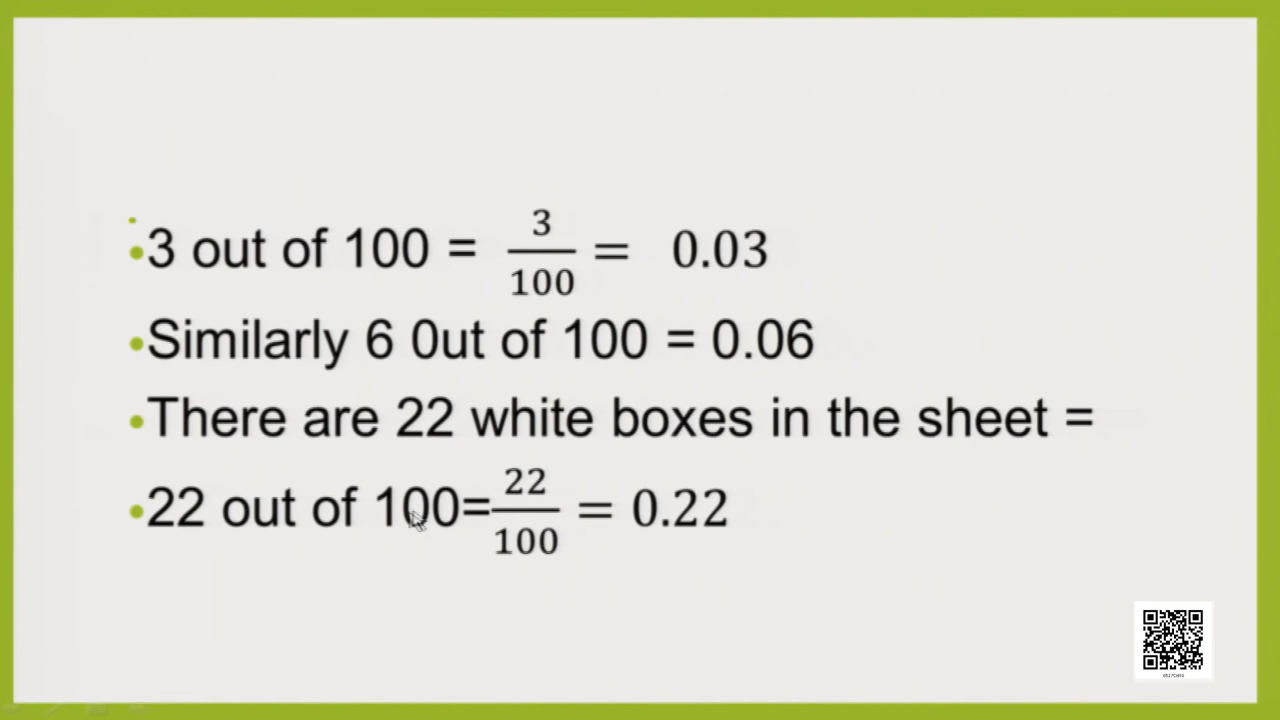 •3 out of 100 = 3/100 = 0.03
•Similarly 6 0ut of 100 = 0.06
•There are 22 white boxes in the sheet =
•22 out of 100= 22/100 = 0.22